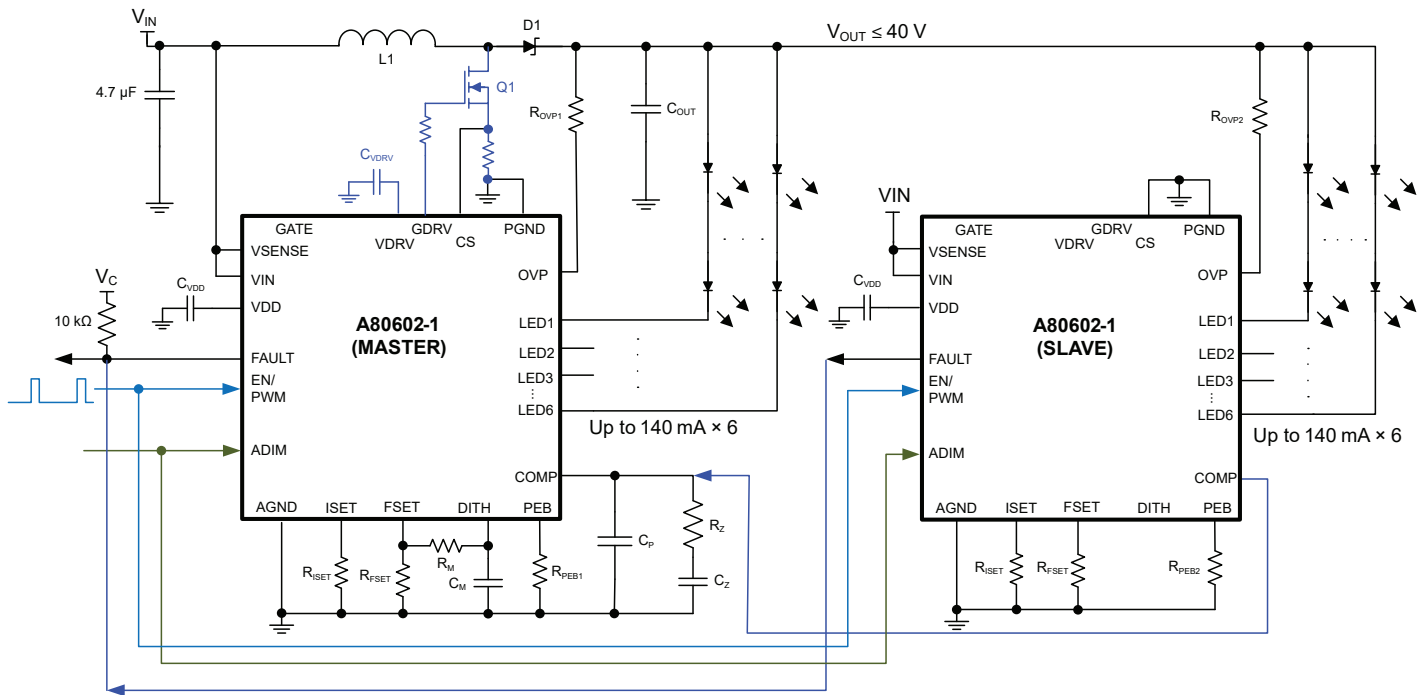 VIN
L1
D1
VOUT ≤ 40 V
4.7 µF
Q1
ROVP1
COUT
ROVP2
CVDRV
GATE
VDRV
GDRV
CS
PGND
VSENSE
VIN
VDD
OVP
VC
CVDD
10 kΩ
A80602-1
(MASTER)
FAULT
EN/
PWM
ADIM
LED1
LED2
LED3
LED6
Up to 140 mA × 6
COMP
AGND
ISET
FSET
DITH
PEB
RISET
RFSET
RM
CM
RPEB1
CP
RZ
CZ
VIN
GATE
VDRV
GDRV
CS
PGND
VSENSE
VIN
VDD
OVP
CVDD
A80602-1
(SLAVE)
FAULT
EN/
PWM
ADIM
LED1
LED2
LED3
LED6
Up to 140 mA × 6
COMP
AGND
ISET
FSET
DITH
PEB
RISET
RFSET
RPEB2